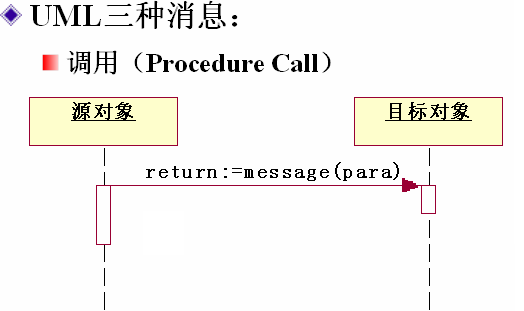 UML三种消息：
调用（Procedure Call）
源对象
目标对象
return:=message(para)